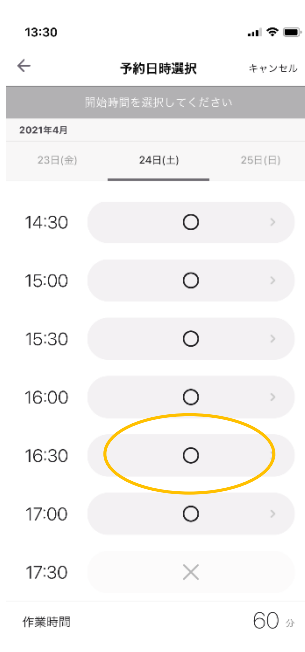 13:30
予約日時選択 キャンセル
開始時間を選択してください
2021年4月
23日(金) 24日(土) 25日(日)
14:30 ○
15:00 ○
15:30 ○
16:00 ○
16:30 ○
17:00 ○
17:30 ×
作業時間 60 分